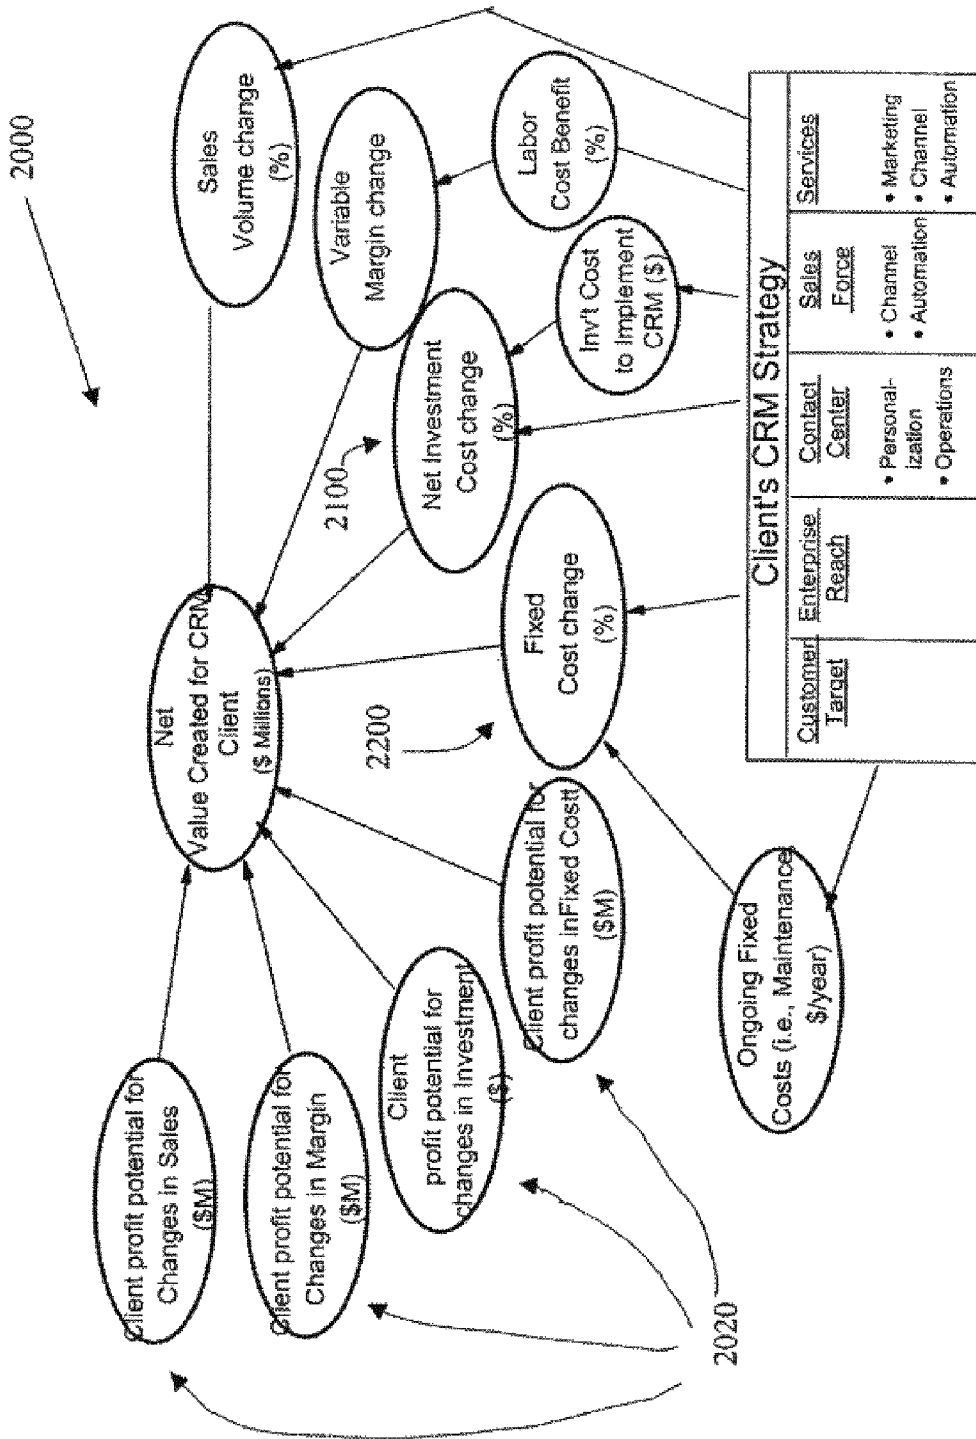 2000
Net
Value Created for CRM
Client
($ Millions)
Client profit potential for
Changes in Sales
($M)
Client profit potential for
Changes in Margin
($M)
Client
profit potential for
changes in Investment
($)
Client profit potential for
changes inFixed Costt
($M)
2020
Ongoing Fixed
Costs (i.e., Maintenance
$/year)
2200
Fixed
Cost change
(%)
2100
Net Investment
Cost change
(%)
Variable
Margin change
Sales
Volume change
(%)
Inv't Cost
to Implement
CRM ($)
Labor
Cost Benefit
(%)
Client's CRM Strategy
Customer
Target
Enterprise
Reach
Contact
Center
• Personal-
ization
• Operations
Sales
Force
• Channel
• Automation
Services
• Marketing
• Channel
• Automation